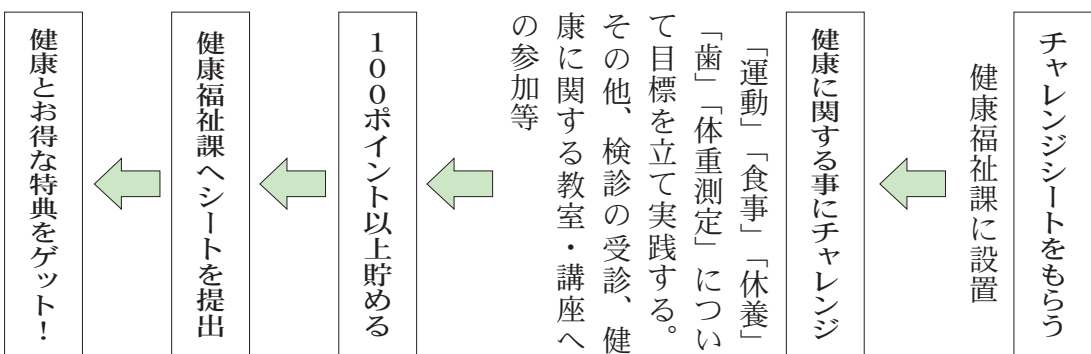 チャレンジシートをもらう
健康福祉課に設置
健康に関する事にチャレンジ
「運動」「食事」「休養」
「歯」「体重測定」につい
て目標を立て実践する。
その他、検診の受診、健
康に関する教室・講座へ
の参加等
１００ポイント以上貯める
健康福祉課へシートを提出
健康とお得な特典をゲット！